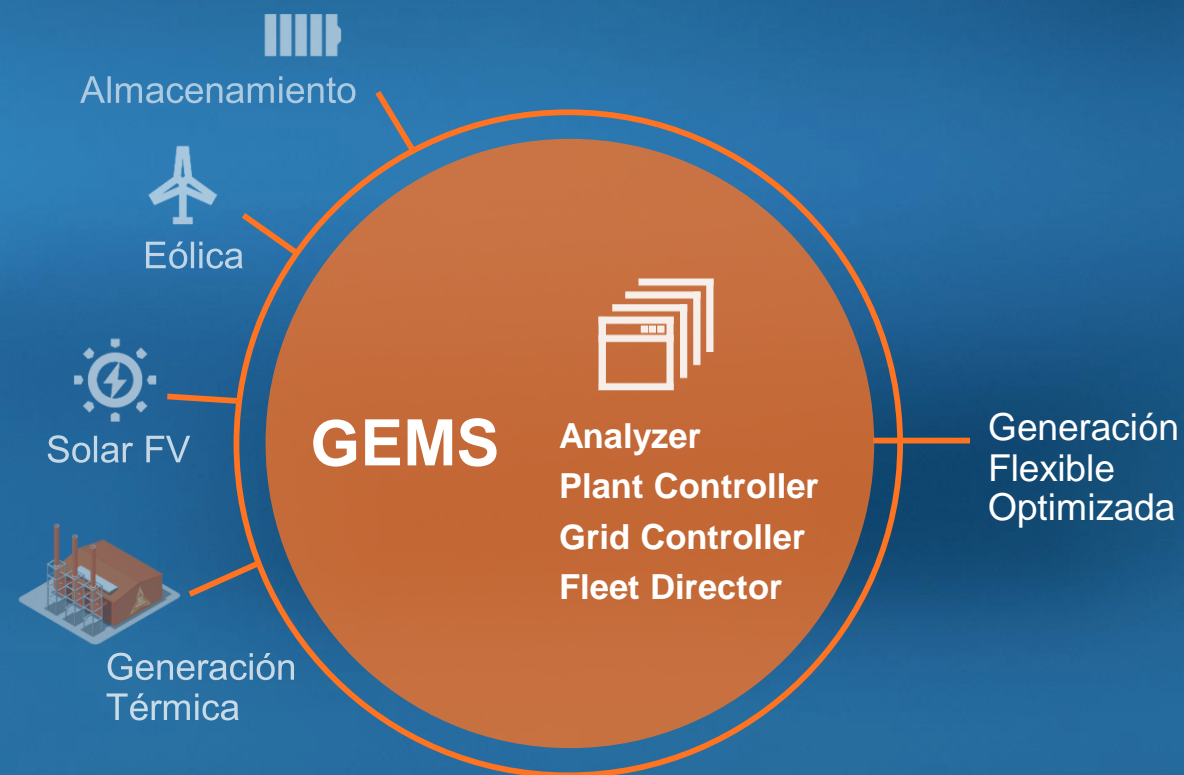 Almacenamiento
Eólica
Solar FV
Generación
Térmica
GEMS
Analyzer
Plant Controller
Grid Controller
Fleet Director
Generación
Flexible
Optimizada